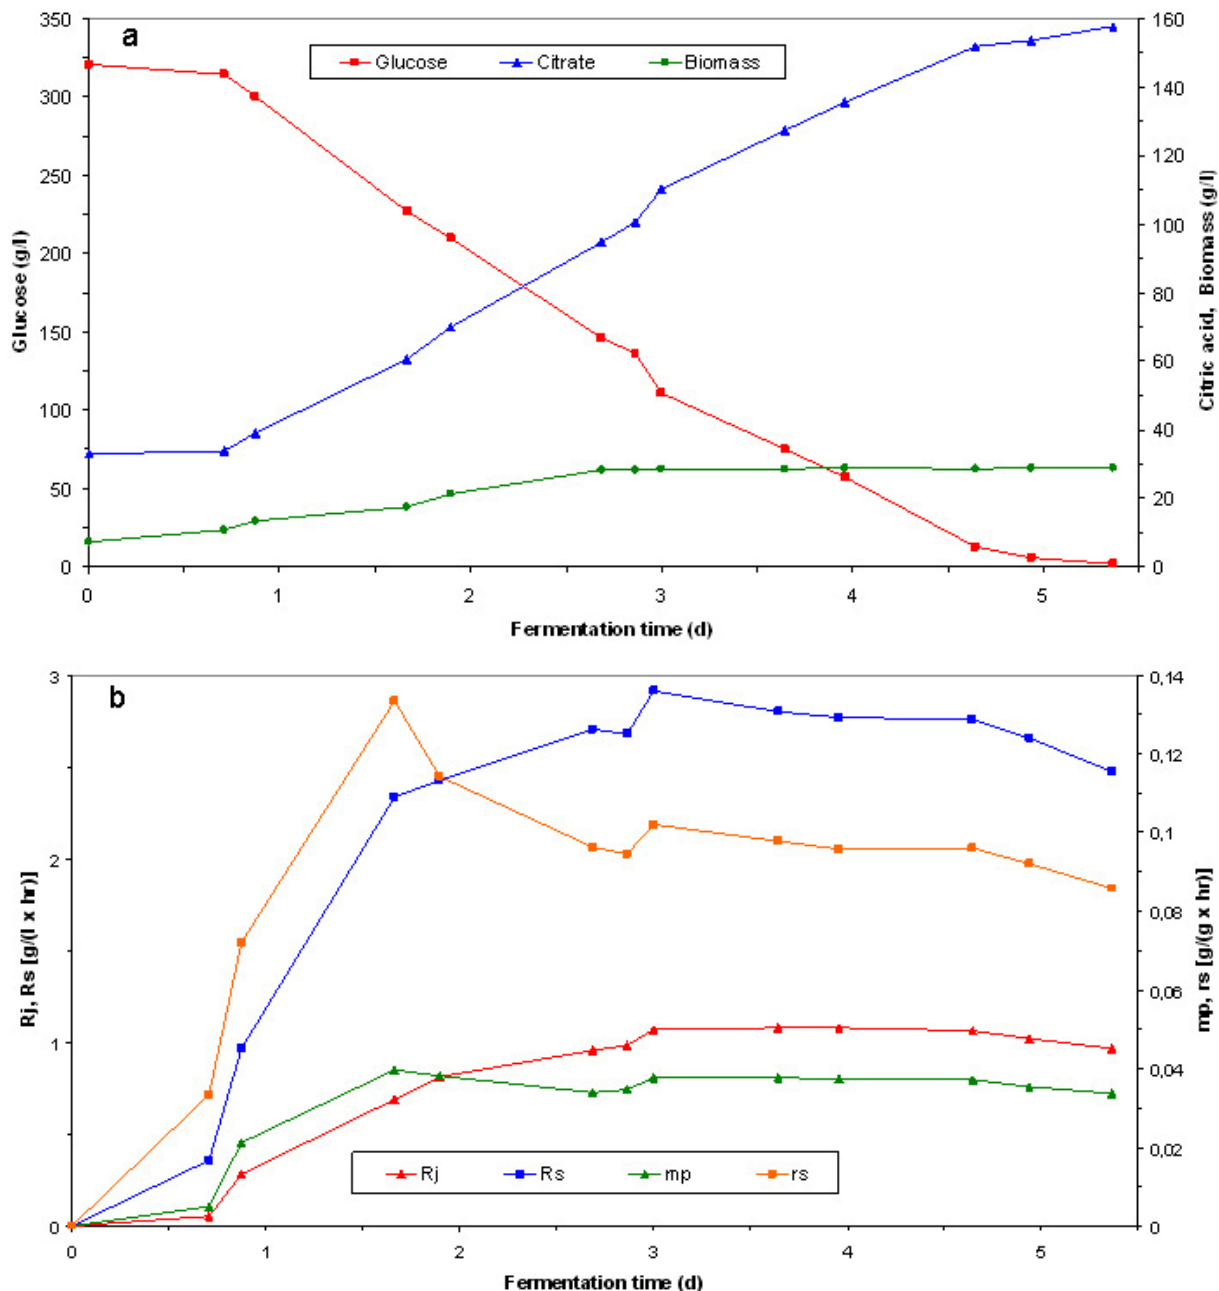 a
Glucose Citrate Biomass
350
300
250
200
150
100
50
0
Glucose (g/l)
160
140
120
100
80
60
40
20
0
Citric acid, Biomass (g/l)
0 1 2 3 4 5
Fermentation time (d)
b
3
2
1
0
Rj, Rs [g/(l x hr)]
0,14
0,12
0,1
0,08
0,06
0,04
0,02
0
mp, rs [g/(g x hr)]
Rj Rs mp rs
0 1 2 3 4 5
Fermentation time (d)